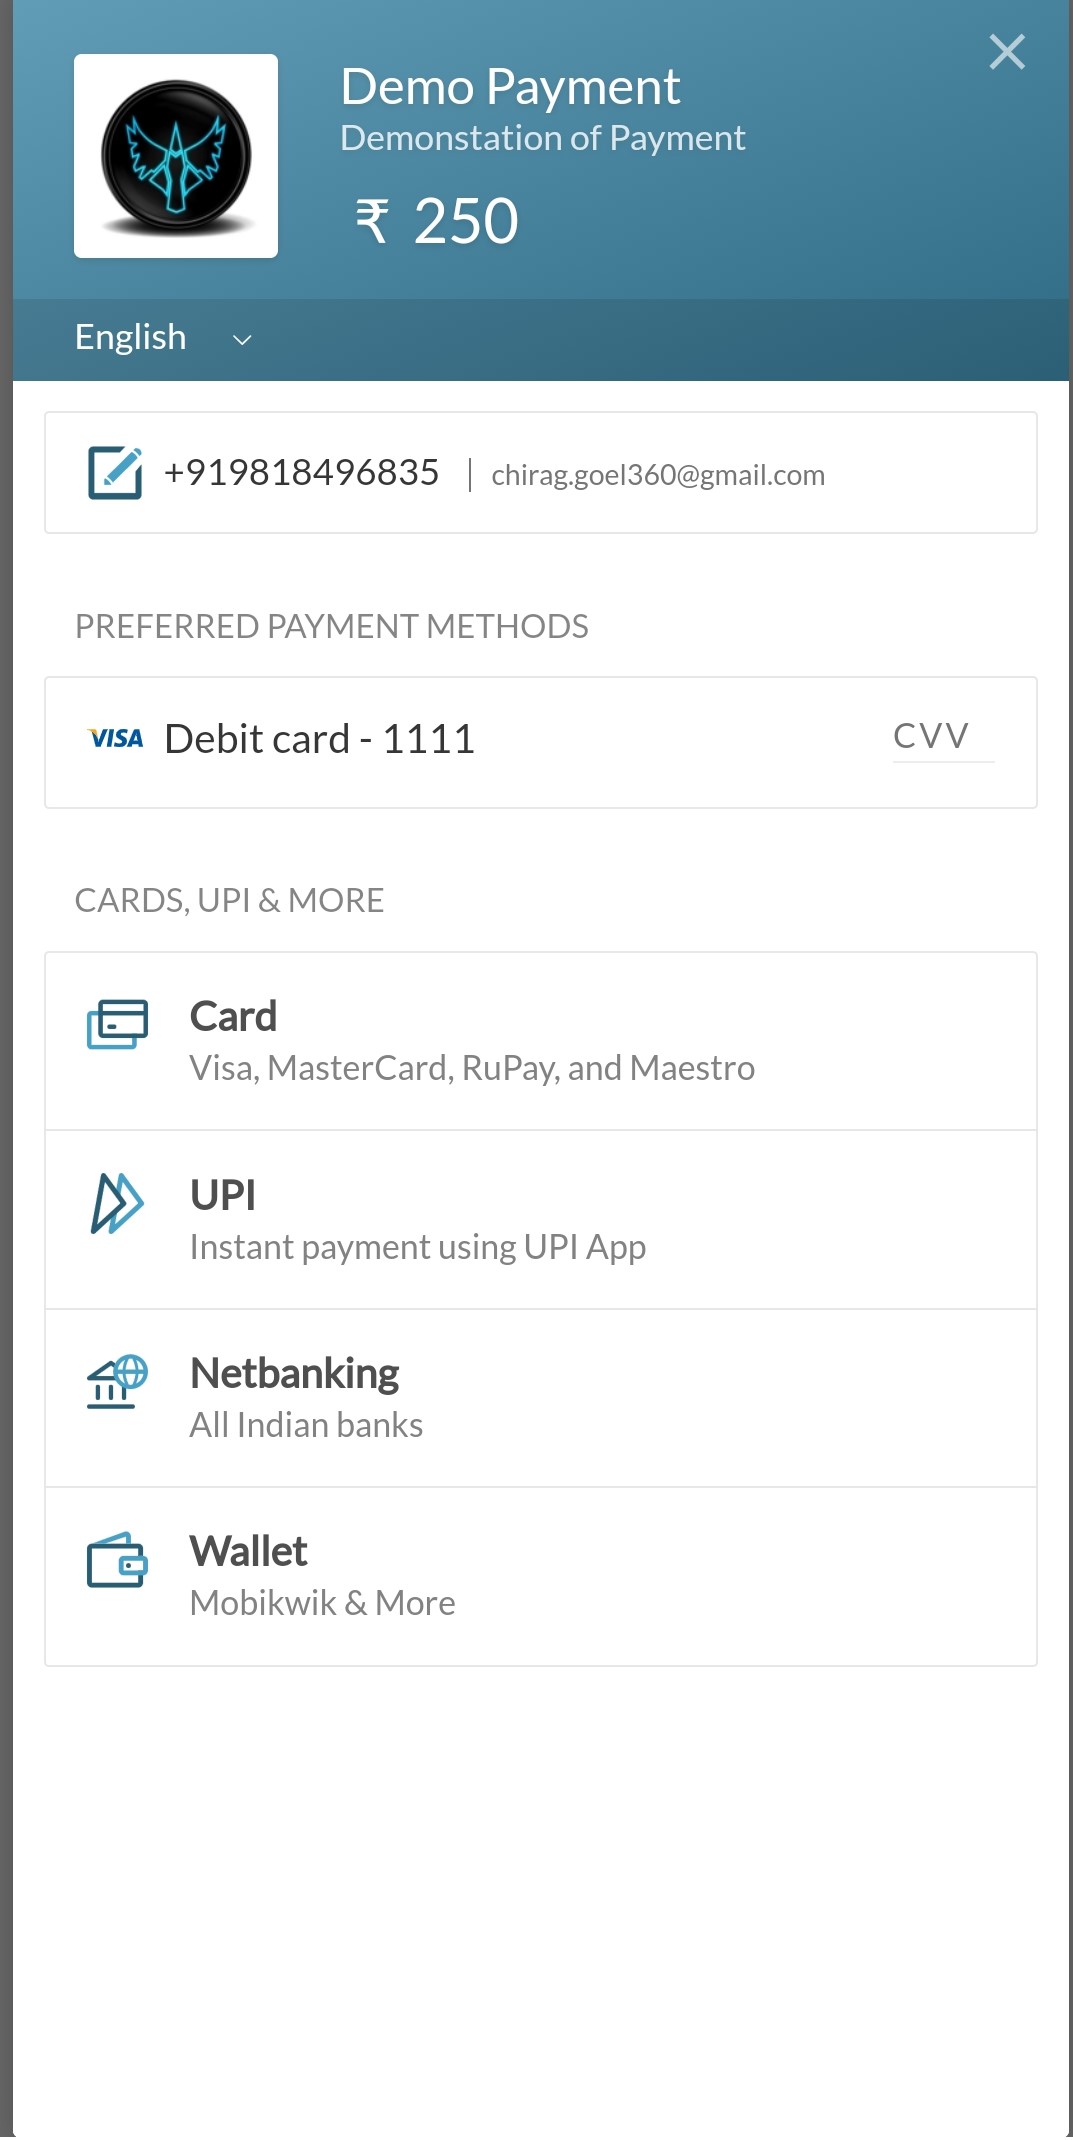 Demo Payment
Demonstation of Payment
₹ 250
English
+919818496835 | chirag.goel360@gmail.com
PREFERRED PAYMENT METHODS
VISA Debit card - 1111 CVV
CARDS, UPI & MORE
Card
Visa, MasterCard, RuPay, and Maestro
UPI
Instant payment using UPI App
Netbanking
All Indian banks
Wallet
Mobikwik & More